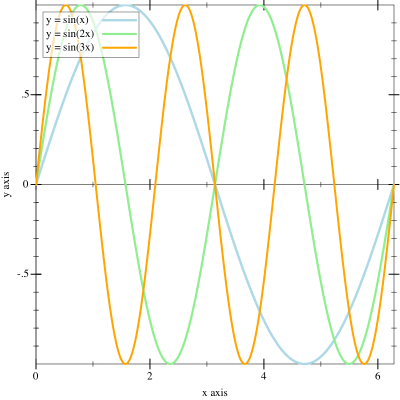 y = sin(x)
y = sin(2x)
y = sin(3x)
.5
y axis
-.5
0 2 4 6
x axis